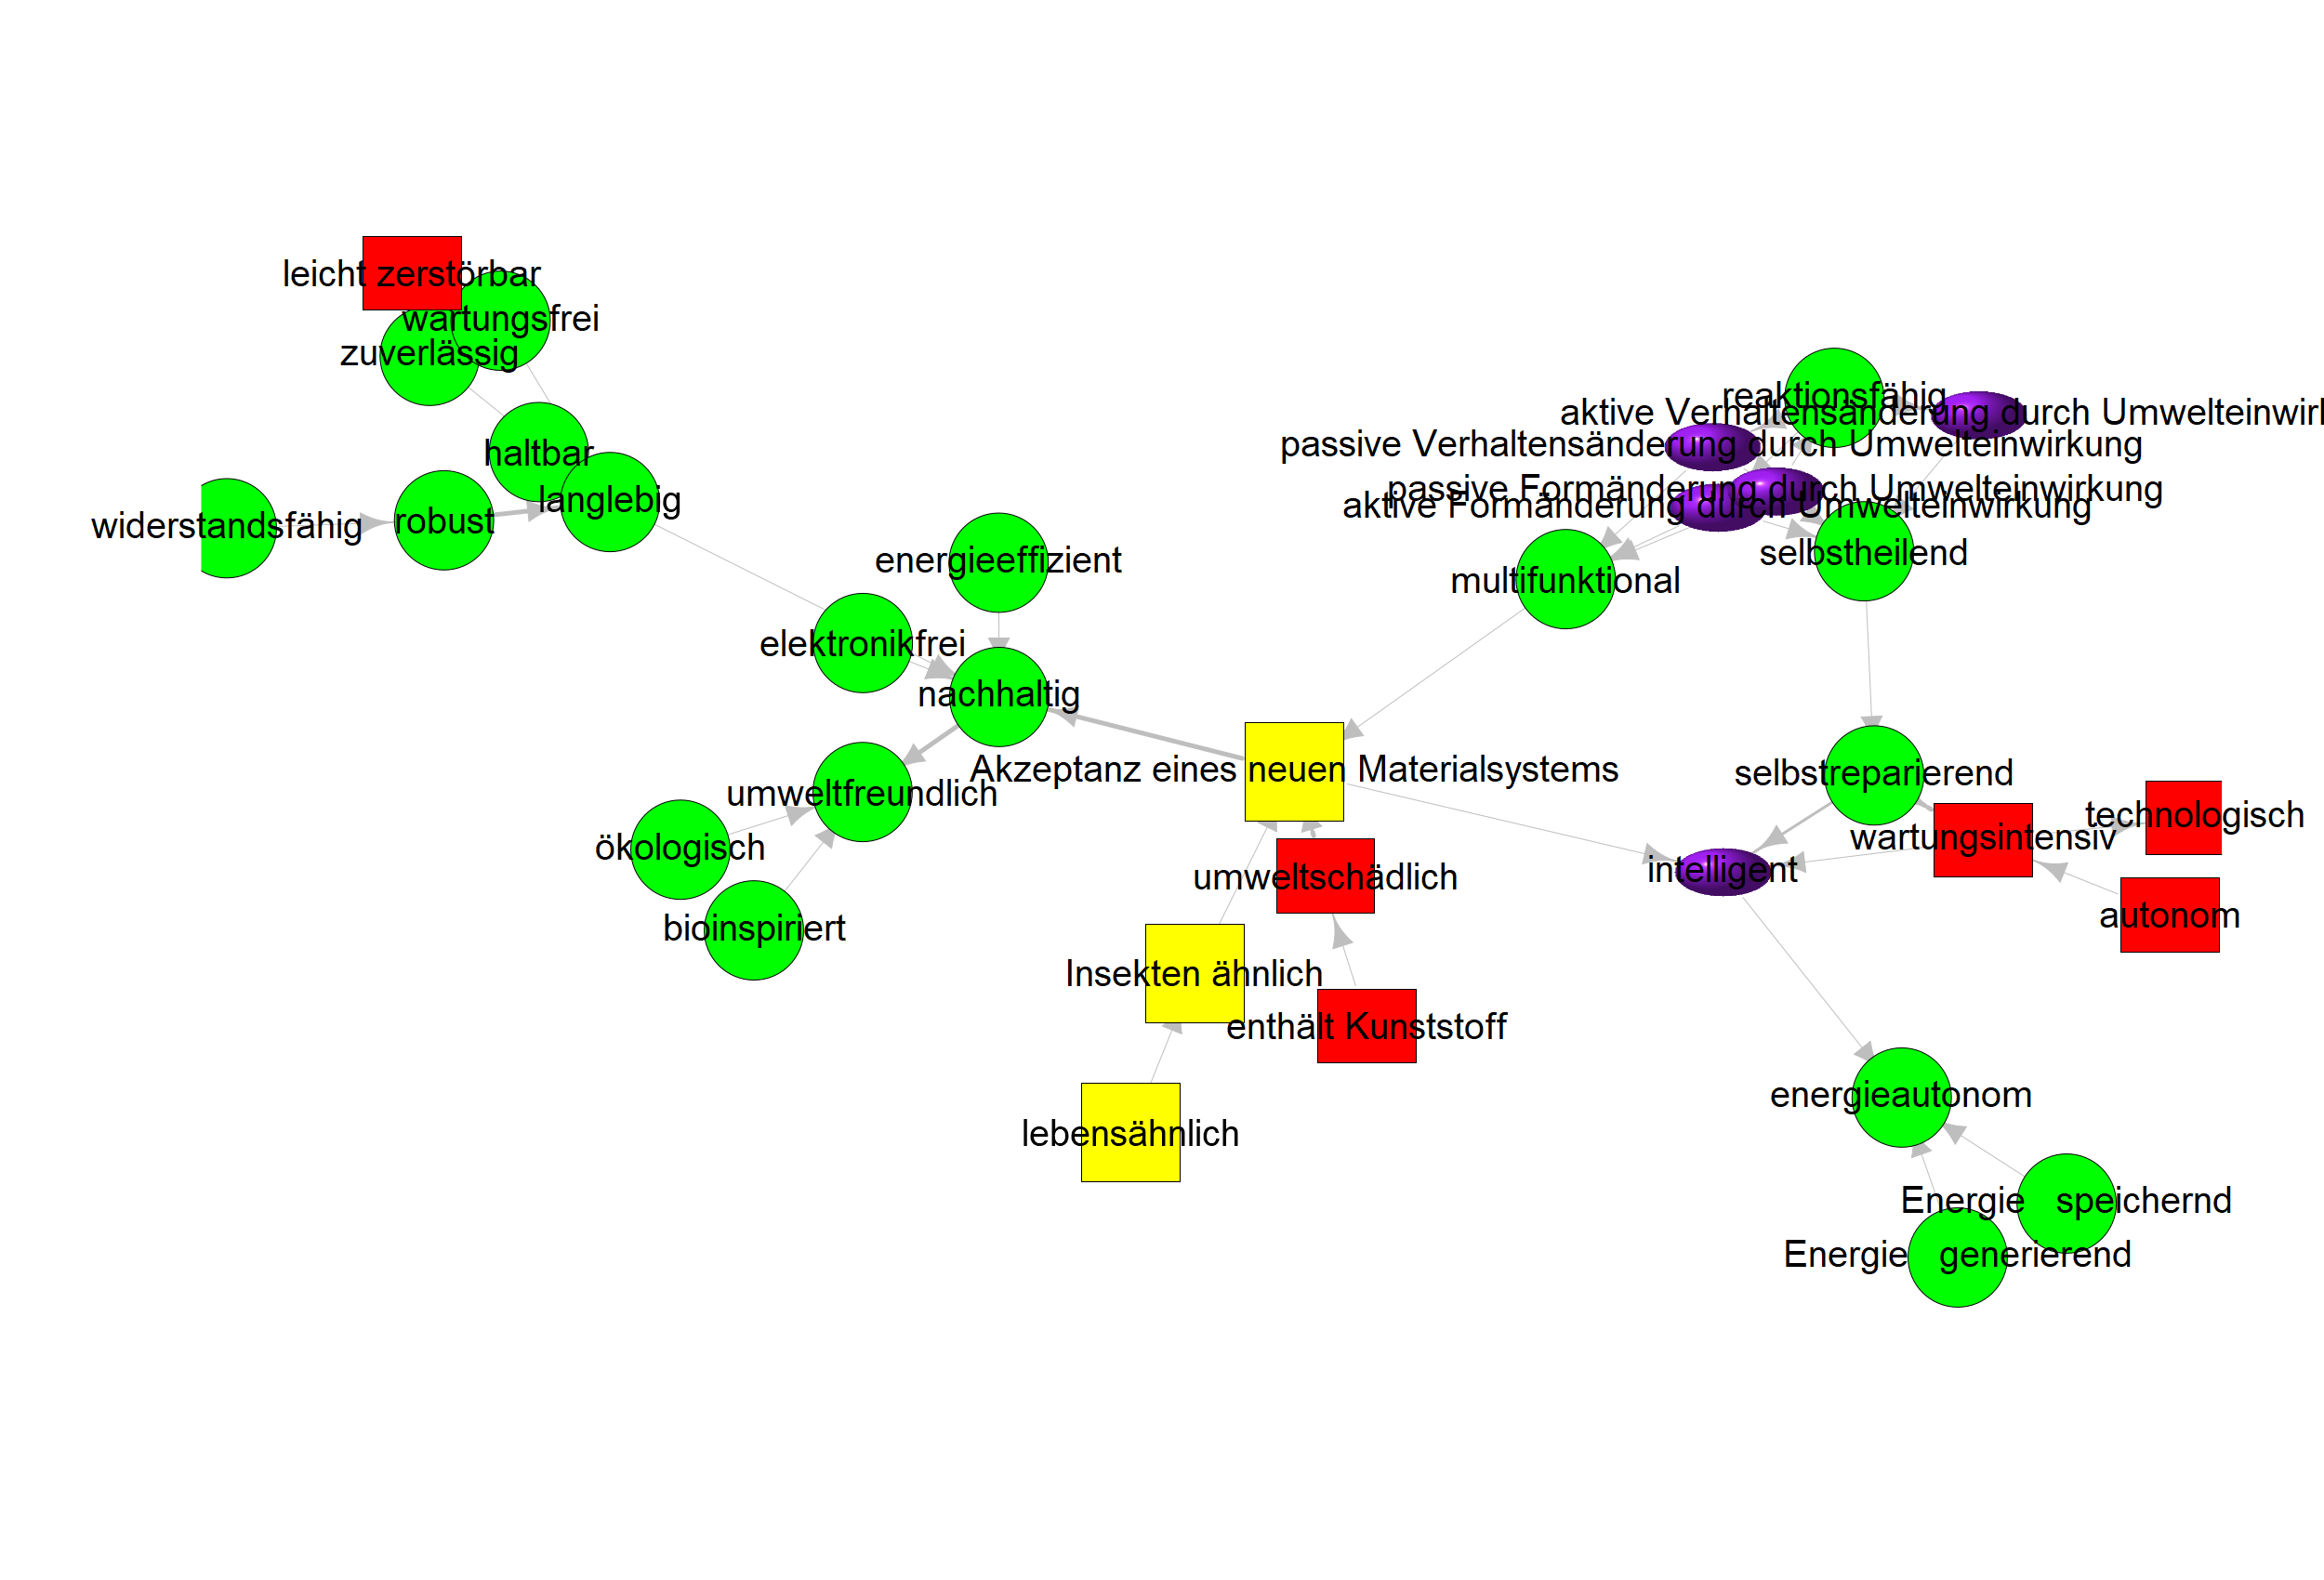 leicht zerstörbar
wartungsfrei
zuverlässig
haltbar
langlebig
widerstandsfähig
robust
energieeffizient
elektronikfrei
nachhaltig
umweltfreundlich
ökologisch
bioinspiriert
Akzeptanz eines neuen Materialsystems
umweltschädlich
Insekten ähnlich
enthält Kunststoff
lebensähnlich
reaktionsfähig
aktive Verhaltensänderung durch Umwelteinwirk
passive Verhaltensänderung durch Umwelteinwirkung
passive Formänderung durch Umwelteinwirkung
aktive Formänderung durch Umwelteinwirkung
selbstheilend
multifunktional
selbstreparierend
technologisch
wartungsintensiv
intelligent
autonom
energieautonom
Energie speichernd
Energie generierend